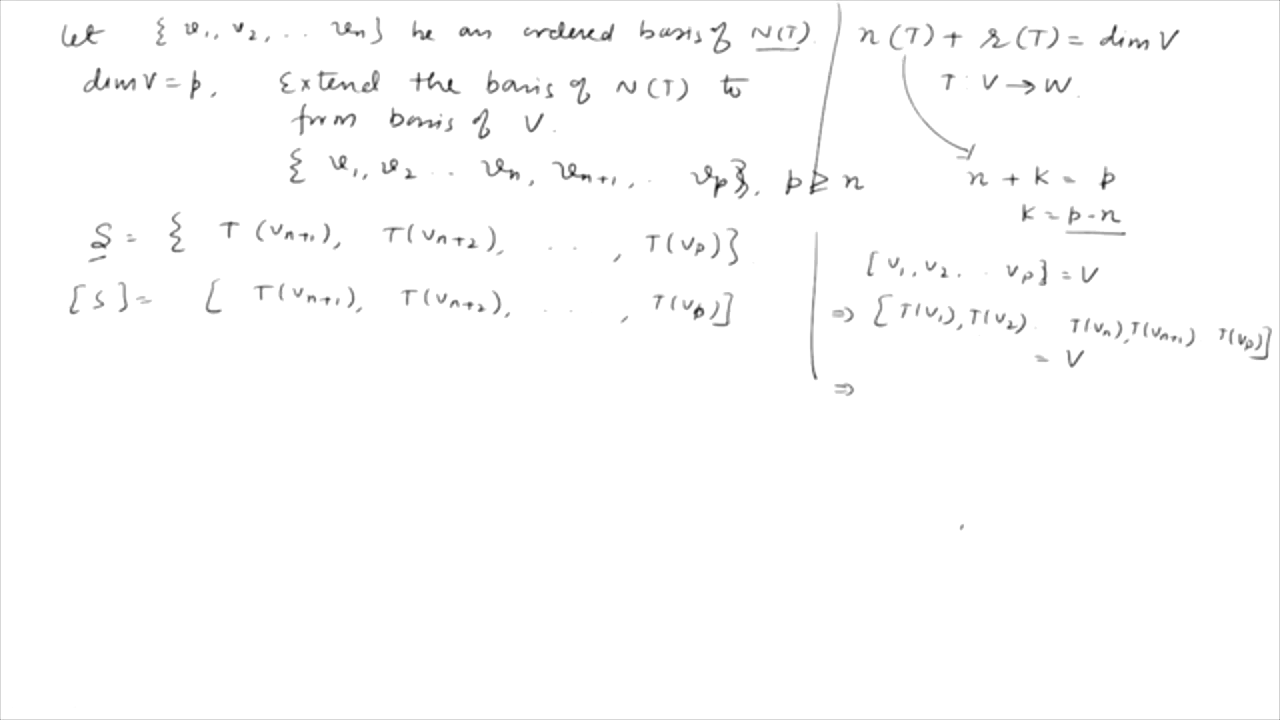 Let { v1, v2, .. vn} be an ordered basis of N(T).
dim V = p, Extend the basis of N(T) to
form basis of V.
{ v1, v2 .. vn, vn+1, . vp}, p ≥ n
S = { T (vn+1), T(vn+2), .. , T(vp)}
[S] = [ T(vn+1), T(vn+2), .. , T(vp)]
n(T) + r(T) = dim V
T : V → W.
n + k = p
k = p - n
[v1, v2 .. vp] = V
⇒ [T(v1), T(v2) . T(vn), T(vn+1) T(vp)]
= V
⇒